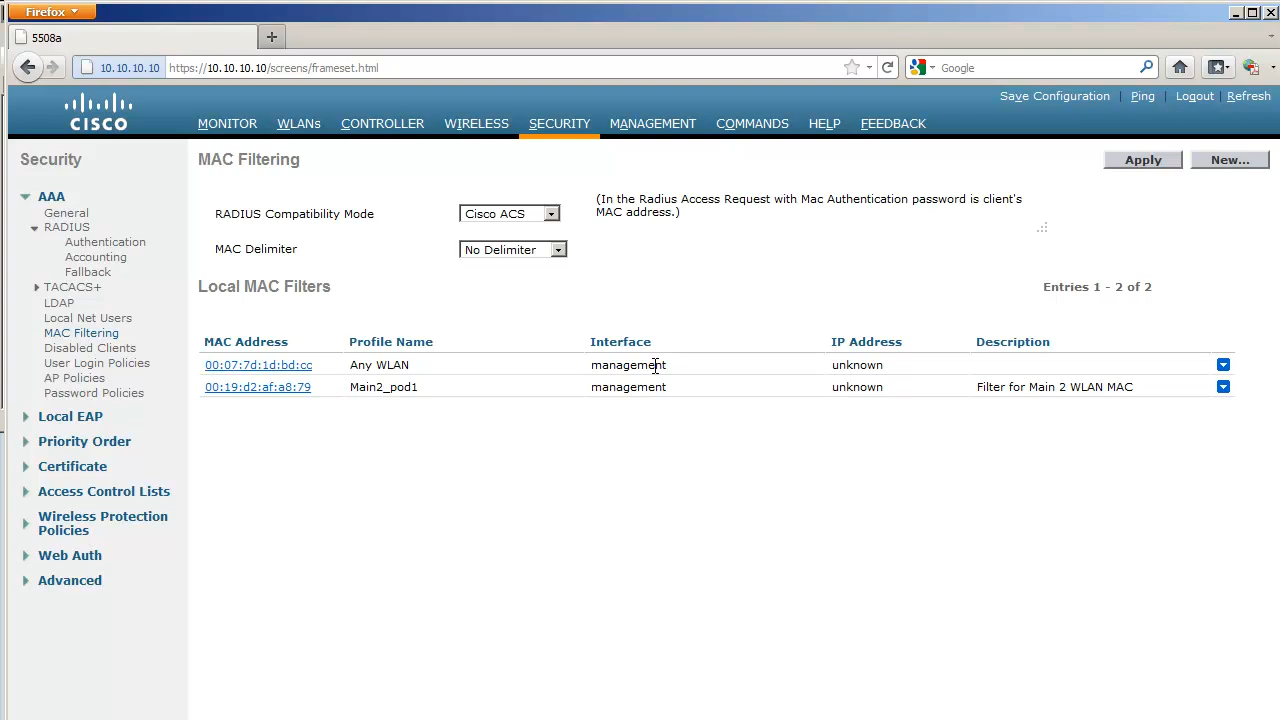 Firefox
5508a
10.10.10.10 https://10.10.10.10/screens/frameset.html Google
Save Configuration Ping Logout Refresh
CISCO
MONITOR WLANs CONTROLLER WIRELESS SECURITY MANAGEMENT COMMANDS HELP FEEDBACK
Security
AAA
General
RADIUS
Authentication
Accounting
Fallback
TACACS+
LDAP
Local Net Users
MAC Filtering
Disabled Clients
User Login Policies
AP Policies
Password Policies
Local EAP
Priority Order
Certificate
Access Control Lists
Wireless Protection
Policies
Web Auth
Advanced
MAC Filtering
Apply New...
RADIUS Compatibility Mode Cisco ACS
(In the Radius Access Request with Mac Authentication password is client's
MAC address.)
MAC Delimiter No Delimiter
Local MAC Filters Entries 1 - 2 of 2
MAC Address Profile Name Interface IP Address Description
00:07:7d:1d:bd:cc Any WLAN management unknown
00:19:d2:af:a8:79 Main2_pod1 management unknown Filter for Main 2 WLAN MAC